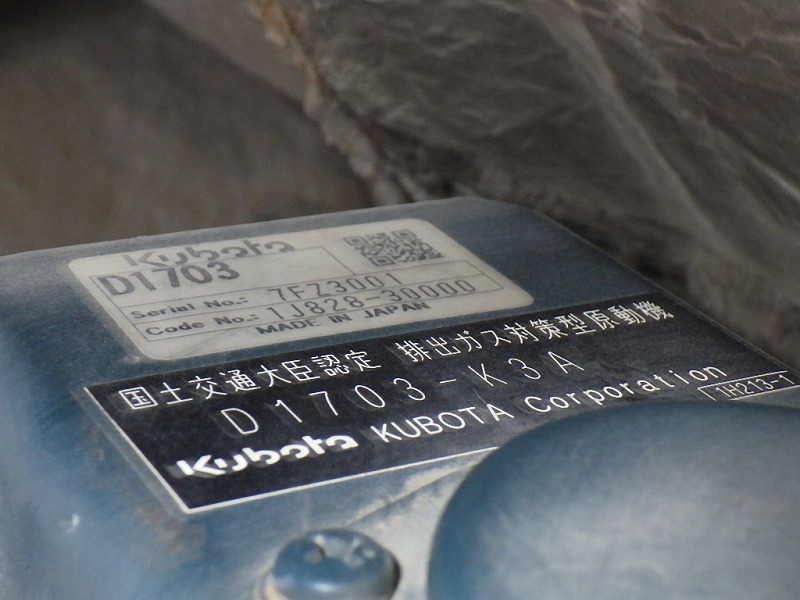 Kubota
D1703
Serial No.: 7FZ3001
Code No.: 1J828-30000
MADE IN JAPAN
国土交通大臣認定 排出ガス対策型原動機
D1703-K3A
Kubota KUBOTA Corporation
1H213-1